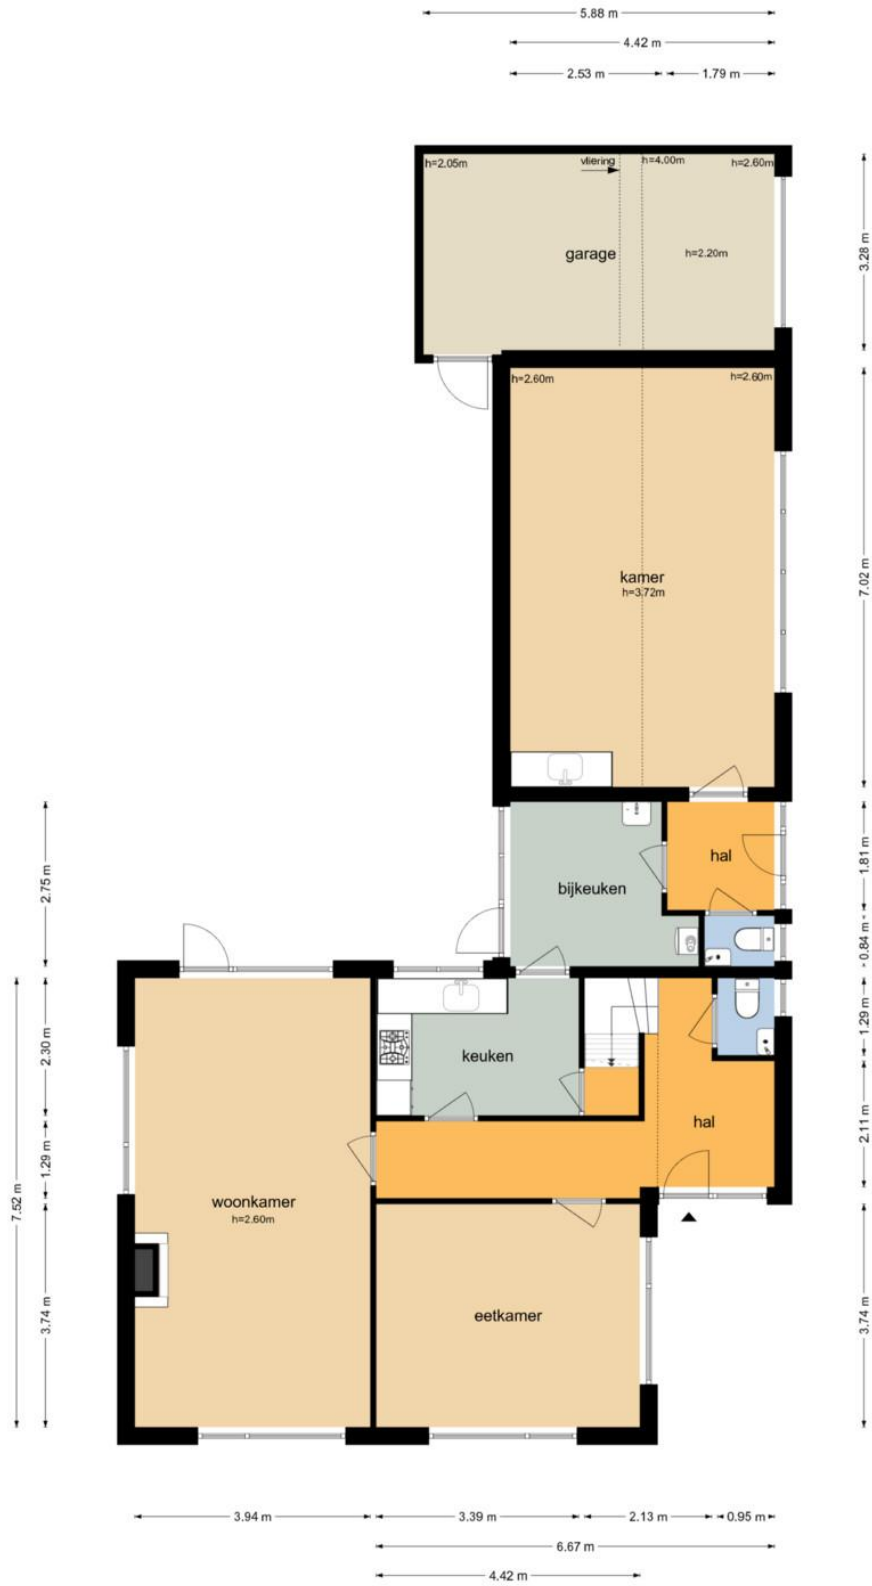 5.88 m
4.42 m
2.53 m
1.79 m
h=2.05m
vliering
h=4.00m
h=2.60m
garage
h=2.20m
3.28 m
h=2.60m
h=2.60m
kamer
h=3.72m
7.02 m
2.75 m
hal
bijkeuken
1.81 m
0.84 m
keuken
2.30 m
1.29 m
hal
2.11 m
1.29 m
7.52 m
woonkamer
h=2.60m
eetkamer
3.74 m
3.74 m
3.94 m
3.39 m
2.13 m
0.95 m
6.67 m
4.42 m